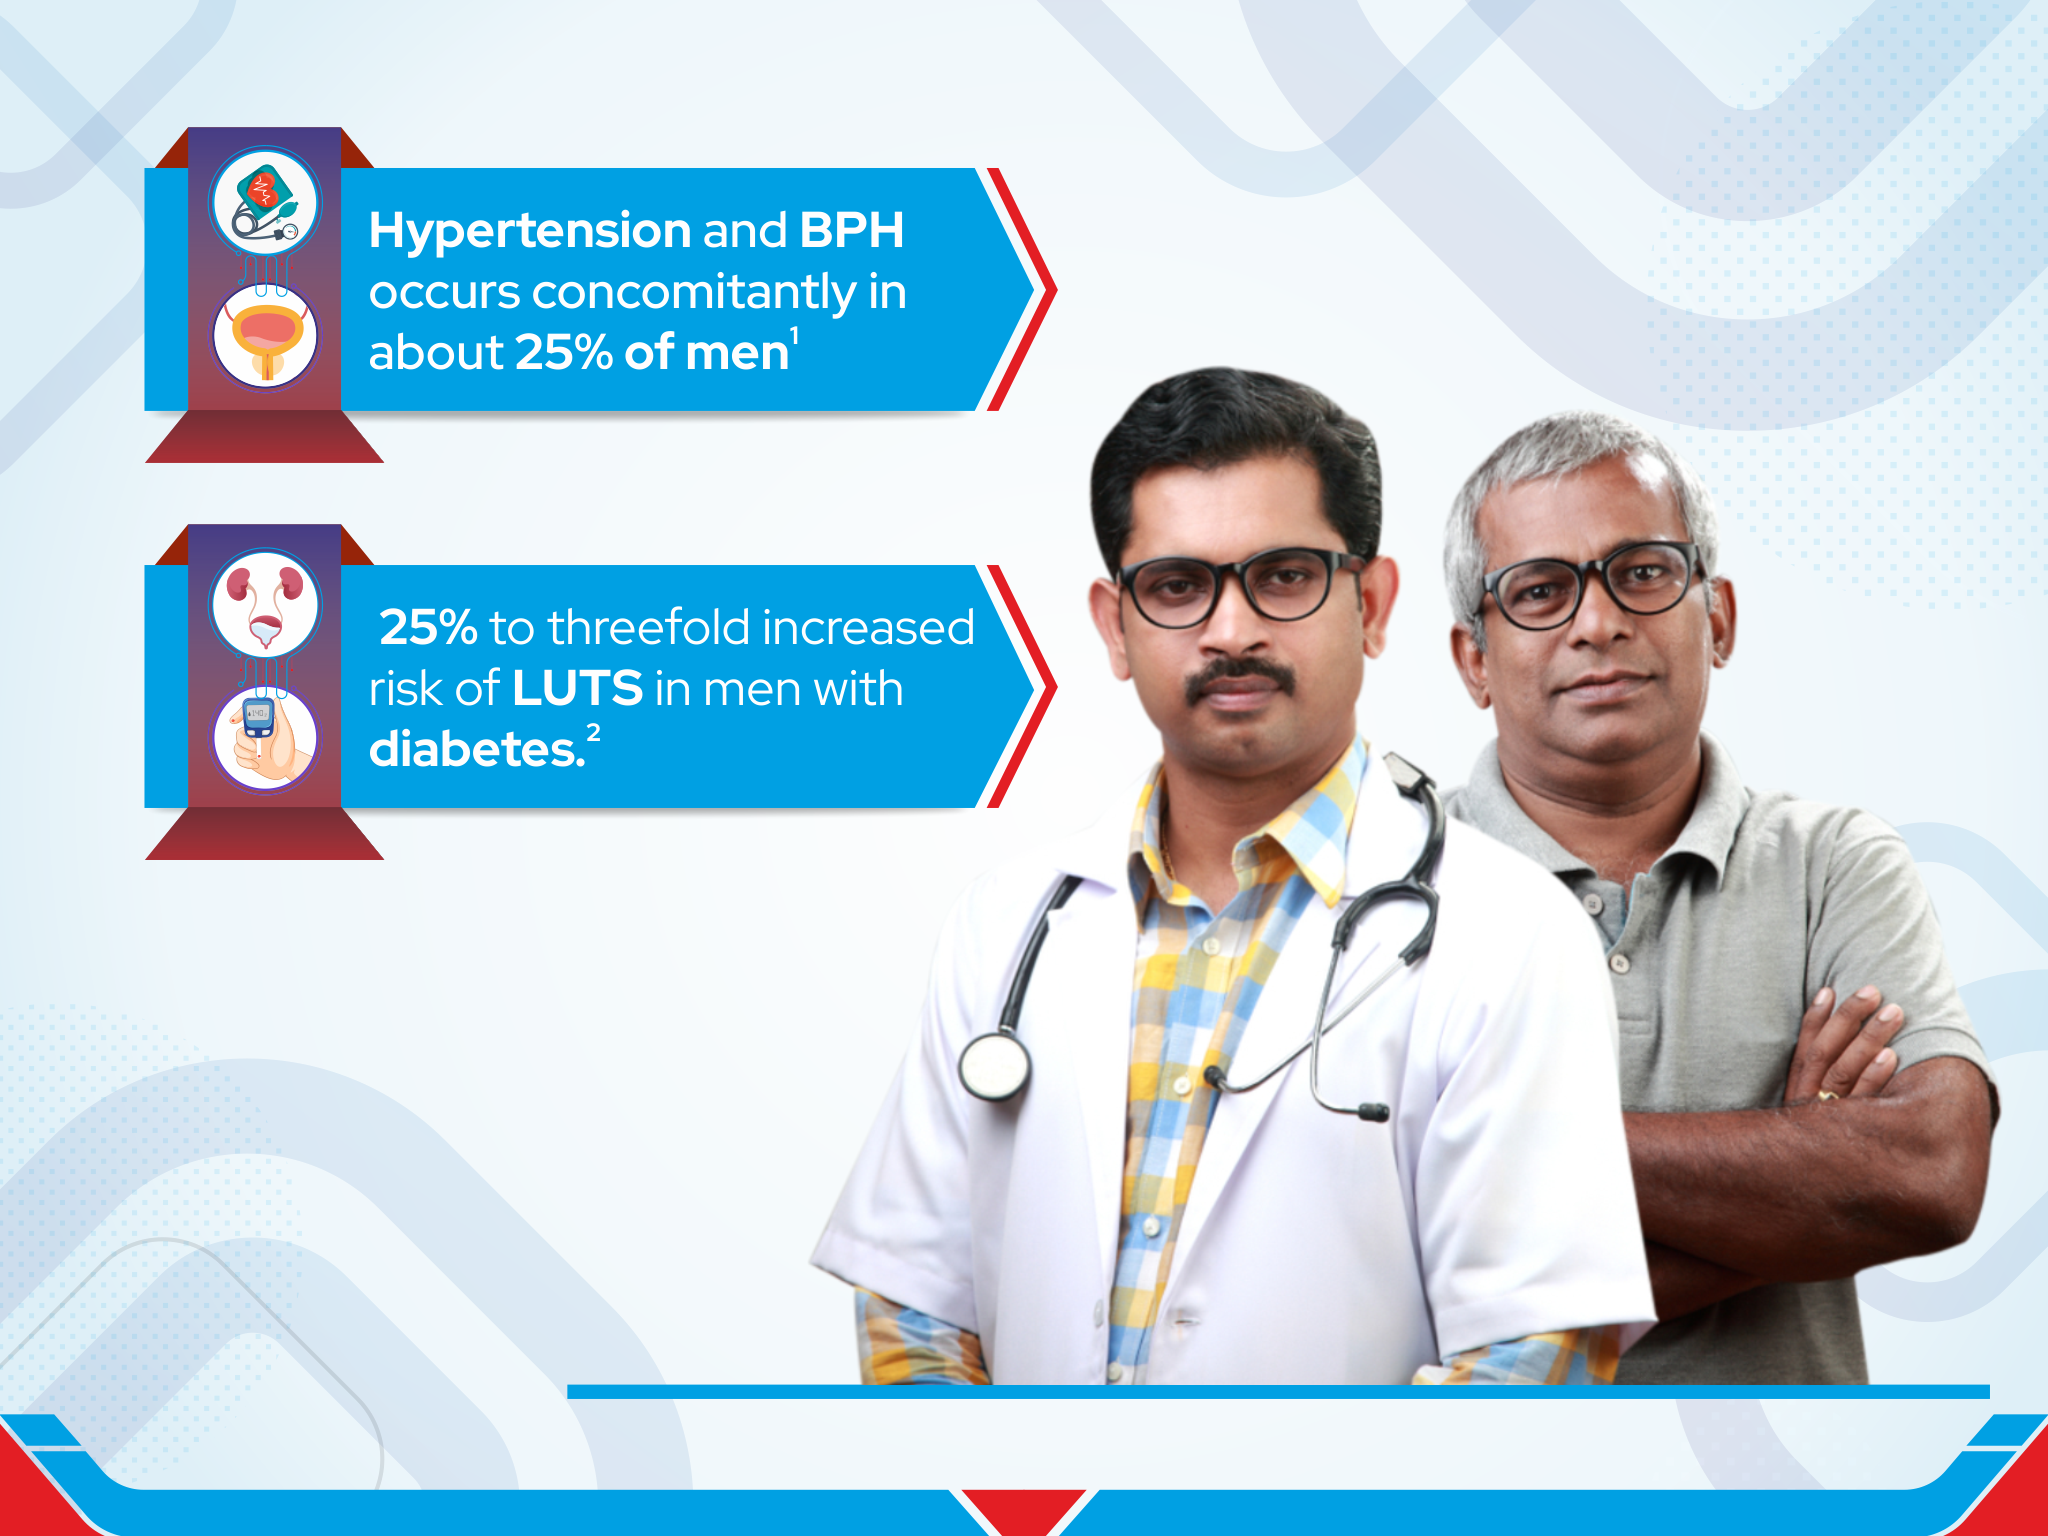 Hypertension and BPH
occurs concomitantly in
about 25% of men¹
25% to threefold increased
risk of LUTS in men with
diabetes.²